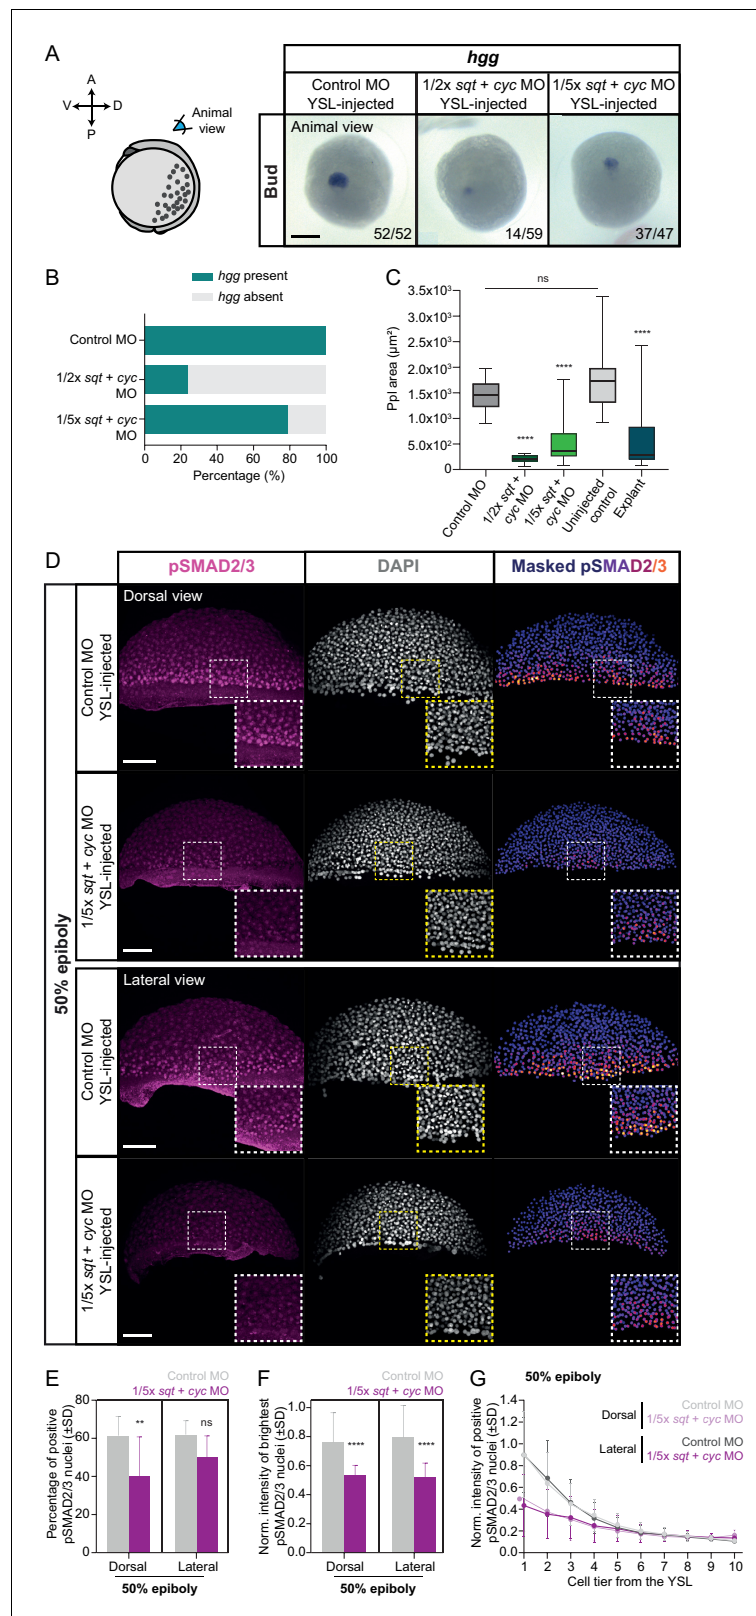 A
A
V
D
P
Animal
view
hgg
Control MO
YSL-injected
1/2x sqt + cyc MO
YSL-injected
1/5x sqt + cyc MO
YSL-injected
Bud
Animal view
52/52
14/59
37/47
B
hgg present
hgg absent
Control MO
1/2x sqt + cyc
MO
1/5x sqt + cyc
MO
0
20
40
60
80
100
Percentage (%)
C
ns
Ppl area (µm²)
3.5x10³
3.0x10³
2.5x10³
2.0x10³
1.5x10³
1.0x10³
5.0x10²
0
****
****
****
Control MO
1/2x sqt +
cyc MO
1/5x sqt +
cyc MO
Uninjected
control
Explant
D
pSMAD2/3
DAPI
Masked pSMAD2/3
50% epiboly
Control MO
YSL-injected
Dorsal view
1/5x sqt + cyc MO
YSL-injected
Control MO
YSL-injected
Lateral view
1/5x sqt + cyc MO
YSL-injected
E
Control MO
1/5x sqt + cyc MO
Percentage of positive
pSMAD2/3 nuclei (±SD)
80
60
40
20
0
**
ns
Dorsal
Lateral
50% epiboly
F
Control MO
1/5x sqt + cyc MO
Norm. intensity of brightest
pSMAD2/3 nuclei (±SD)
1.0
0.8
0.6
0.4
0.2
0.0
****
****
Dorsal
Lateral
50% epiboly
G
50% epiboly
Dorsal
Control MO
1/5x sqt + cyc MO
Lateral
Control MO
1/5x sqt + cyc MO
Norm. intensity of positive
pSMAD2/3 nuclei (±SD)
1.4
1.2
1.0
0.8
0.6
0.4
0.2
0
1
2
3
4
5
6
7
8
9
10
Cell tier from the YSL